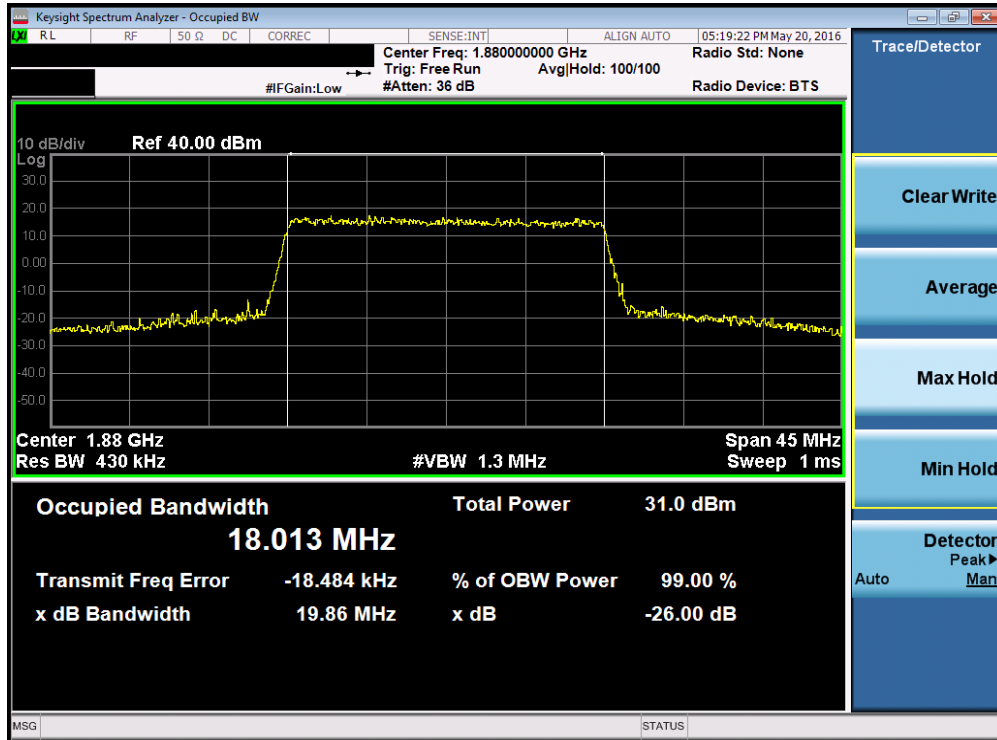 Keysight Spectrum Analyzer - Occupied BW
LXI RL RF 50 Ω DC CORREC SENSE:INT ALIGN AUTO 05:19:22 PM May 20, 2016
Center Freq: 1.880000000 GHz Radio Std: None
Trig: Free Run Avg|Hold: 100/100
#IFGain:Low #Atten: 36 dB Radio Device: BTS
Trace/Detector
10 dB/div Ref 40.00 dBm
Log
30.0
20.0
10.0
0.00
-10.0
-20.0
-30.0
-40.0
-50.0
Center 1.88 GHz Span 45 MHz
Res BW 430 kHz #VBW 1.3 MHz Sweep 1 ms
Occupied Bandwidth Total Power 31.0 dBm
18.013 MHz
Transmit Freq Error -18.484 kHz % of OBW Power 99.00 %
x dB Bandwidth 19.86 MHz x dB -26.00 dB
Clear Write
Average
Max Hold
Min Hold
Detector
Peak▶
Auto Man
MSG STATUS